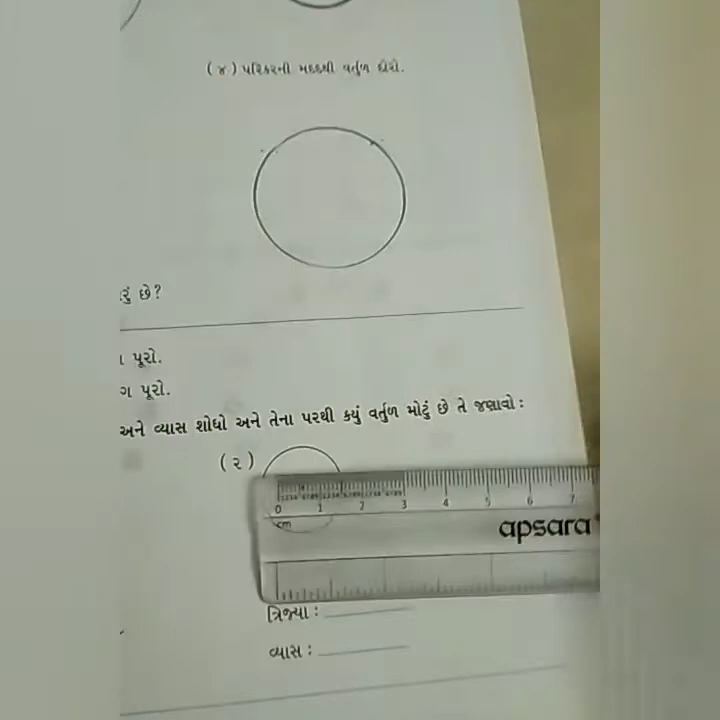 (૪) પરિકરની મદદથી વર્તુળ દોરો.
છે?
પૂરો.
પૂરો.
અને વ્યાસ શોધો અને તેના પરથી કયું વર્તુળ મોટું છે તે જણાવો :
(૨)
0 1 2 3 4 5 6 7
cm
apsara
ત્રિજ્યા :
વ્યાસ :